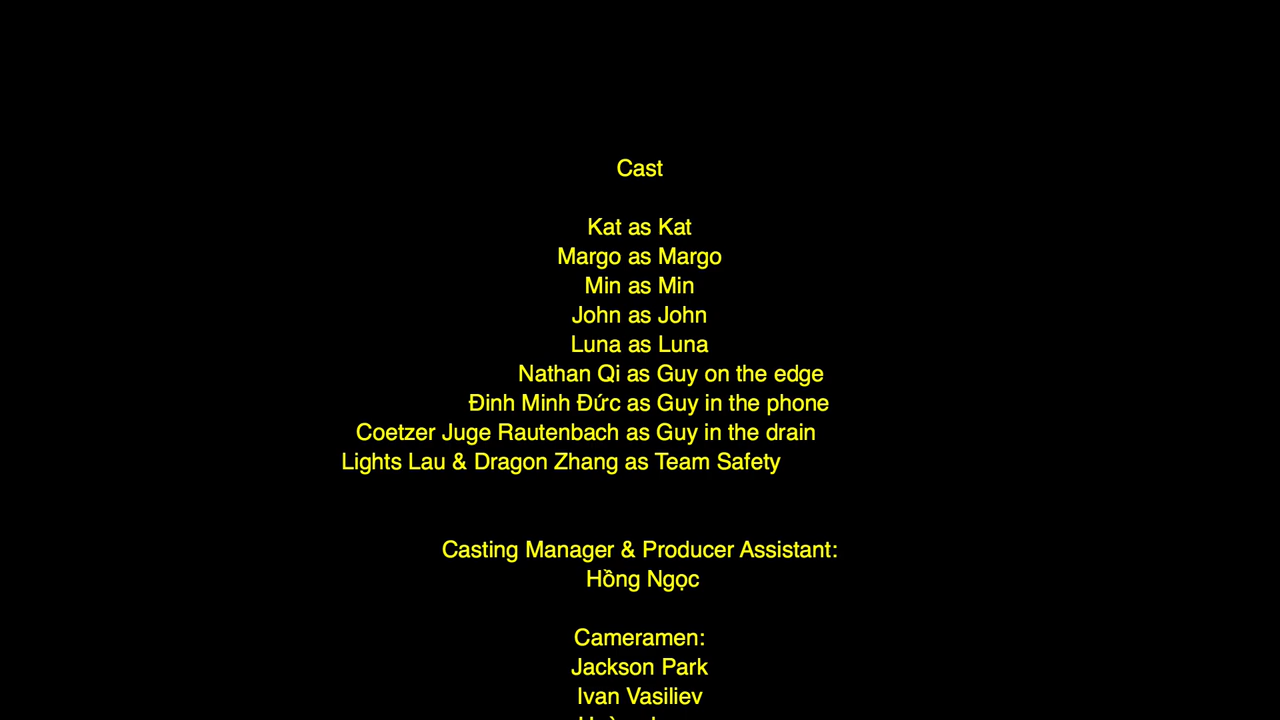 Cast
Kat as Kat
Margo as Margo
Min as Min
John as John
Luna as Luna
Nathan Qi as Guy on the edge
Đinh Minh Đức as Guy in the phone
Coetzer Juge Rautenbach as Guy in the drain
Lights Lau & Dragon Zhang as Team Safety
Casting Manager & Producer Assistant:
Hồng Ngọc
Cameramen:
Jackson Park
Ivan Vasiliev